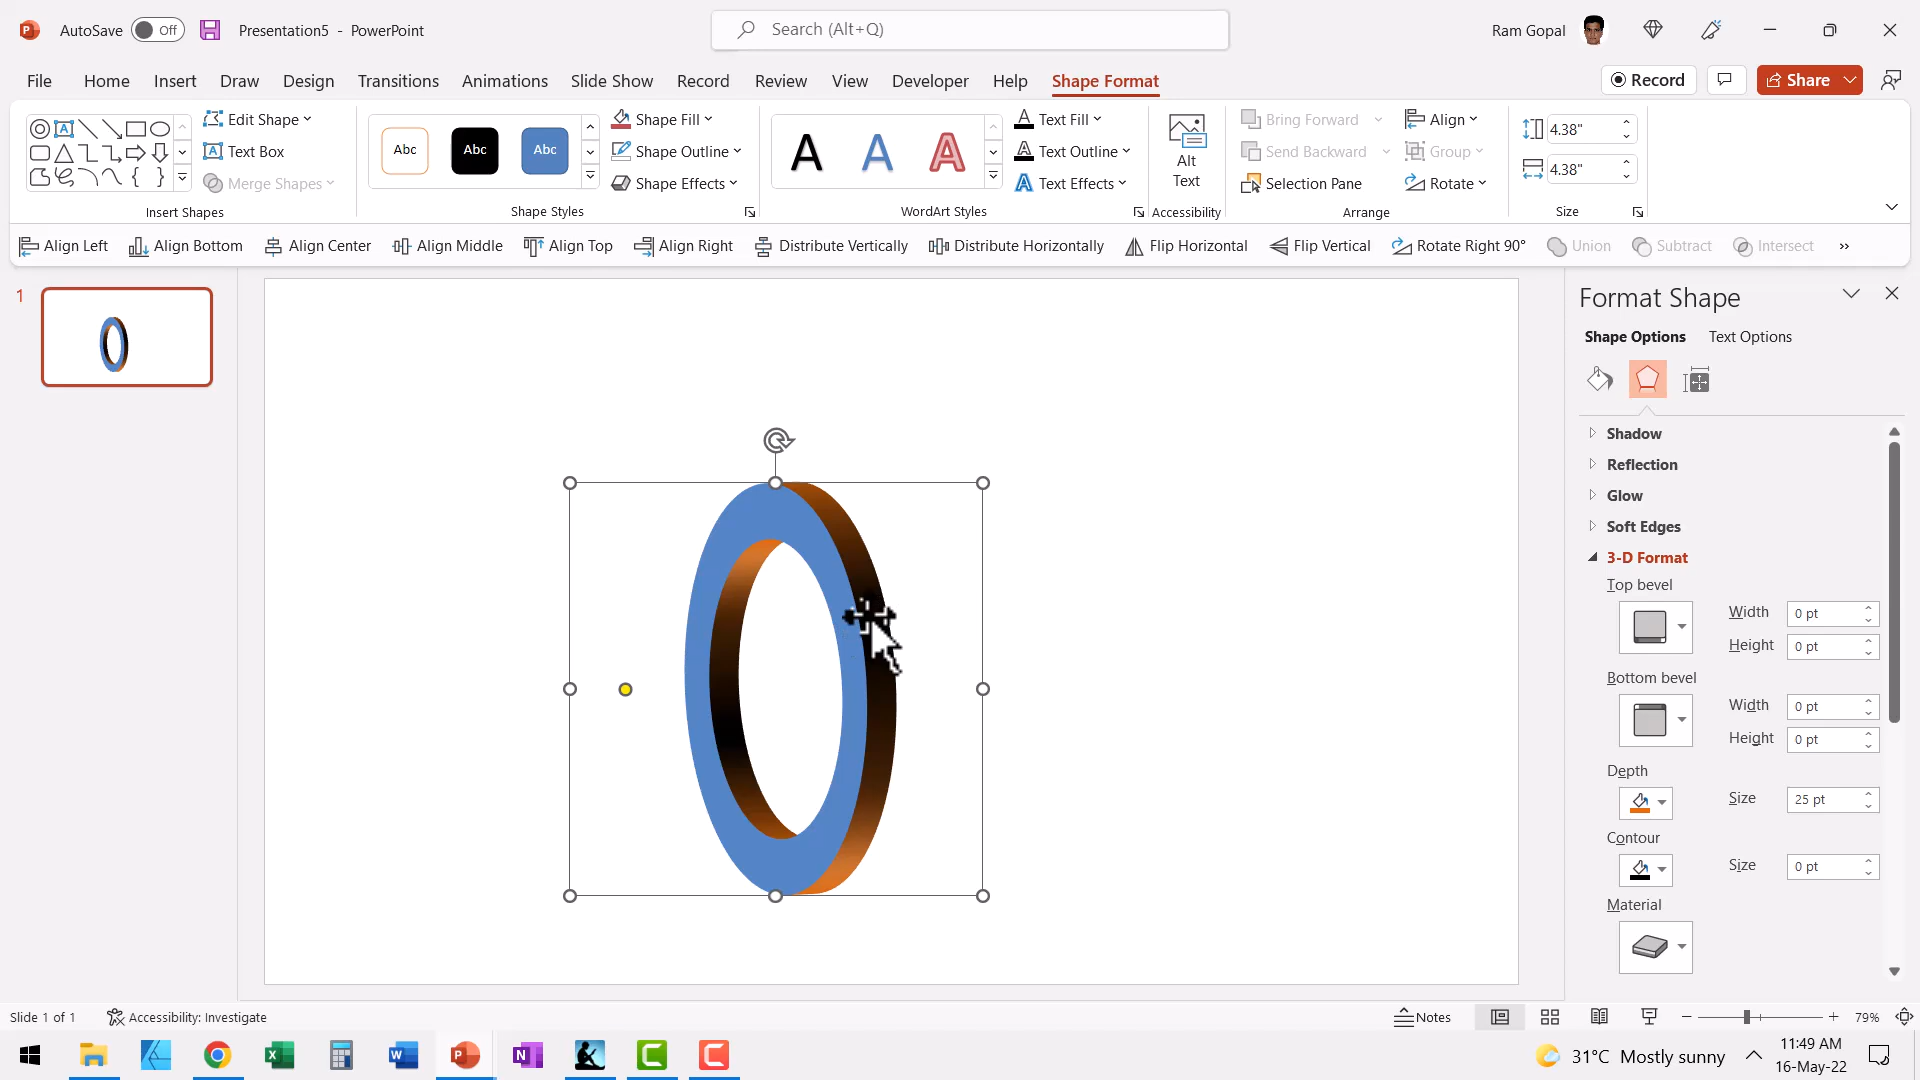 AutoSave Off Presentation5 - PowerPoint Search (Alt+Q) Ram Gopal
File Home Insert Draw Design Transitions Animations Slide Show Record Review View Developer Help Shape Format Record Share
Edit Shape
Text Box
Merge Shapes
Insert Shapes
Abc Abc Abc
Shape Fill
Shape Outline
Shape Effects
Shape Styles
A A A
Text Fill
Text Outline
Text Effects
WordArt Styles
Alt
Text
Accessibility
Bring Forward
Send Backward
Selection Pane
Align
Group
Rotate
Arrange
4.38"
4.38"
Size
Align Left Align Bottom Align Center Align Middle Align Top Align Right Distribute Vertically Distribute Horizontally Flip Horizontal Flip Vertical Rotate Right 90° Union Subtract Intersect
1
Format Shape
Shape Options Text Options
Shadow
Reflection
Glow
Soft Edges
3-D Format
Top bevel
Width 0 pt
Height 0 pt
Bottom bevel
Width 0 pt
Height 0 pt
Depth
Size 25 pt
Contour
Size 0 pt
Material
Slide 1 of 1 Accessibility: Investigate Notes 79%
31°C Mostly sunny
11:49 AM
16-May-22